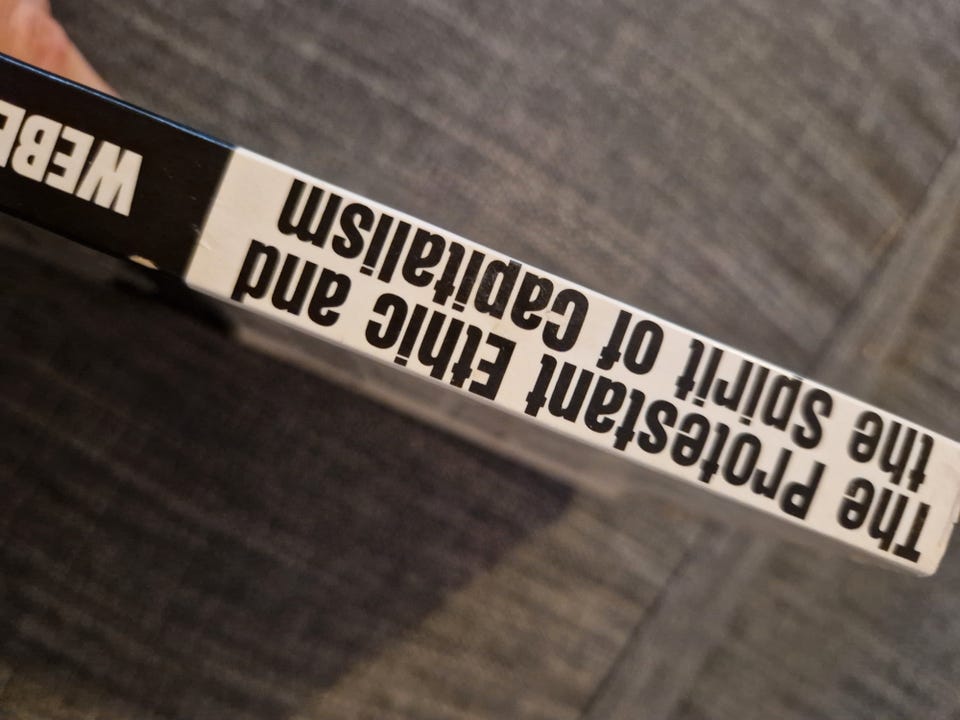 The Protestant Ethic and
the Spirit of Capitalism
WEBE